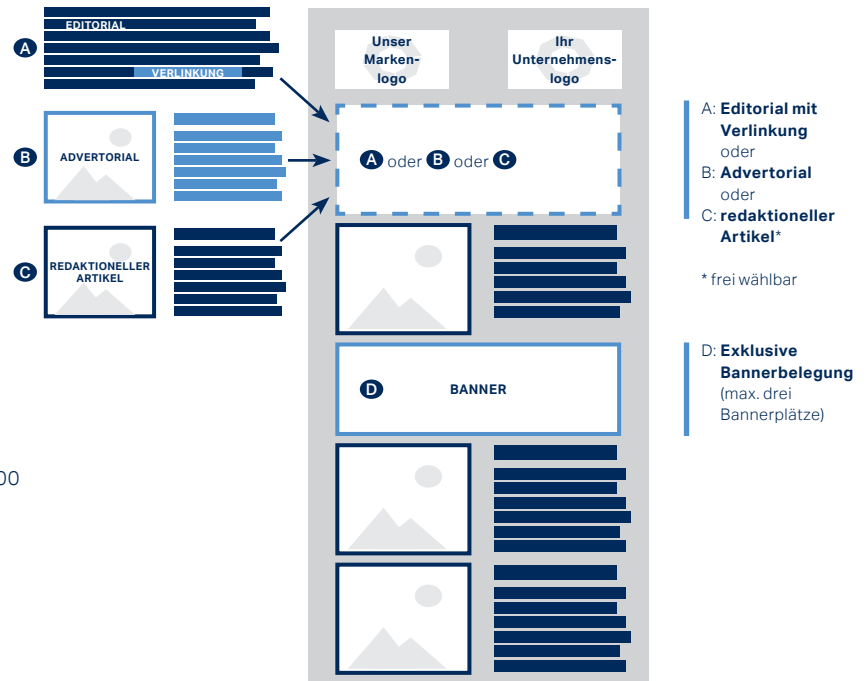 EDITORIAL
A
VERLINKUNG
B
ADVERTORIAL
C
REDAKTIONELLER
ARTIKEL
00
Unser
Marken-
logo
Ihr
Unternehmens-
logo
A oder B oder C
D BANNER
A: Editorial mit
Verlinkung
oder
B: Advertorial
oder
C: redaktioneller
Artikel*
* frei wählbar
D: Exklusive
Bannerbelegung
(max. drei
Bannerplätze)